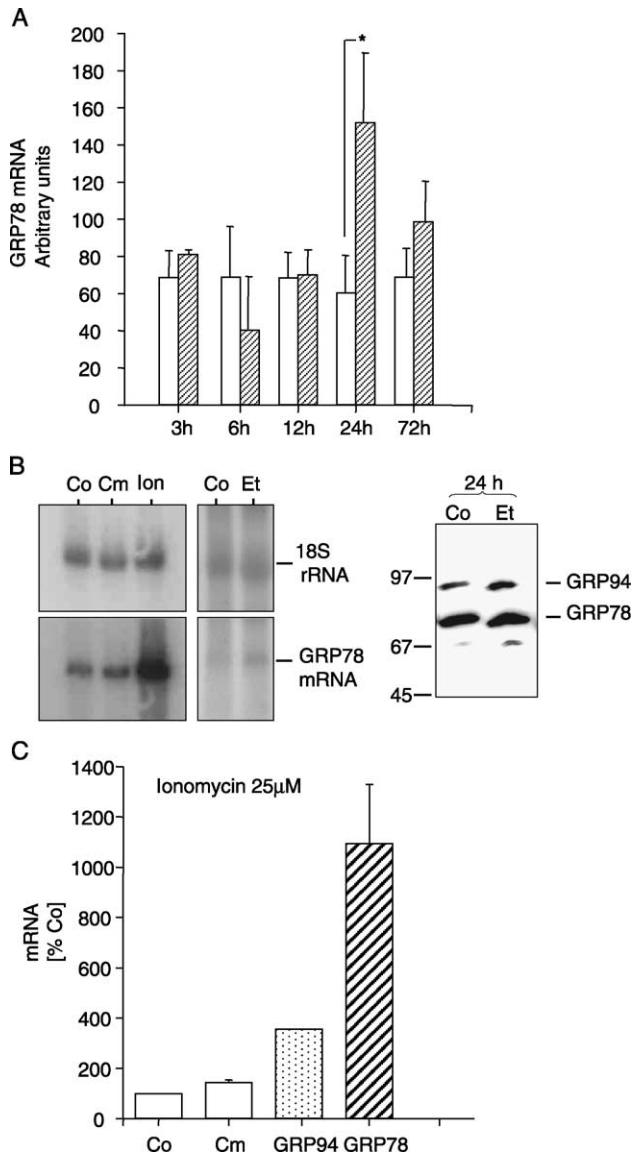 A
GRP78 mRNA
Arbitrary units
200
180
160
140
120
100
80
60
40
20
0
*
3h 6h 12h 24h 72h
B
Co Cm Ion
Co Et
18S
rRNA
GRP78
mRNA
24 h
Co Et
97
67
45
GRP94
GRP78
C
mRNA
[% Co]
1400
1200
1000
800
600
400
200
0
Ionomycin 25μM
Co Cm GRP94 GRP78